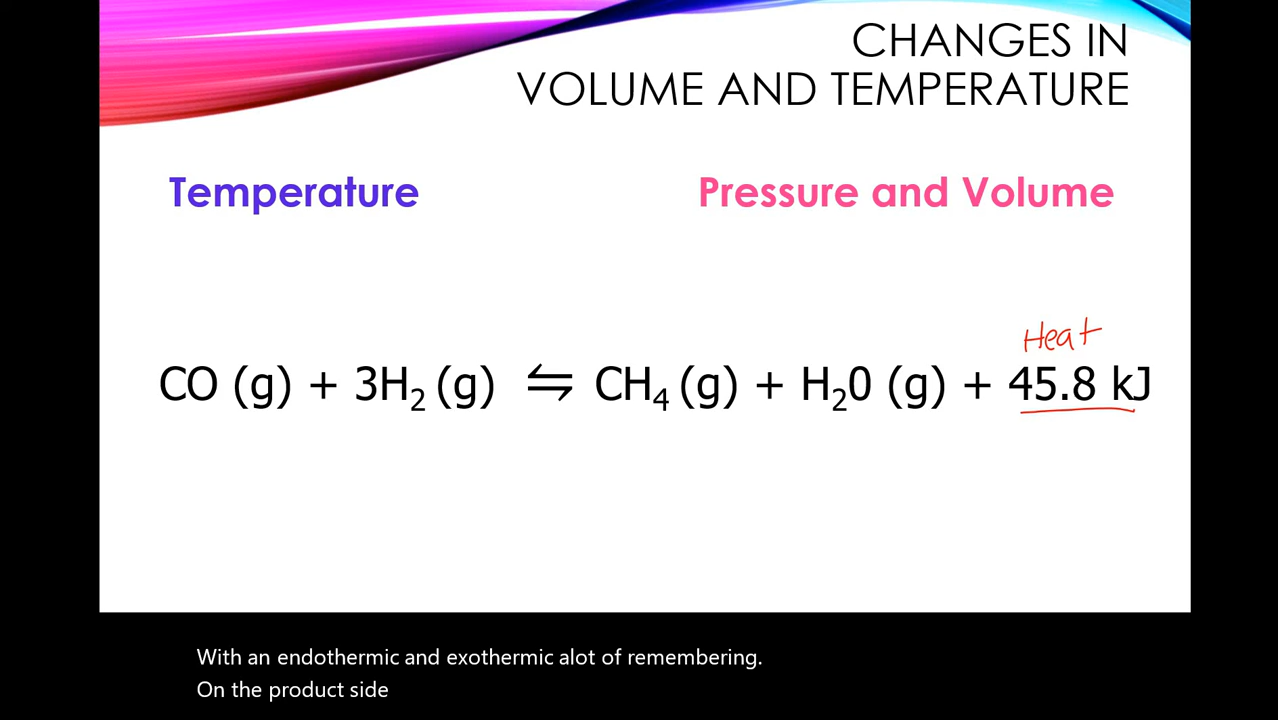 CHANGES IN
VOLUME AND TEMPERATURE
Temperature
Pressure and Volume
Heat
CO (g) + 3H₂ (g) ⇋ CH₄ (g) + H₂0 (g) + 45.8 kJ
With an endothermic and exothermic alot of remembering.
On the product side